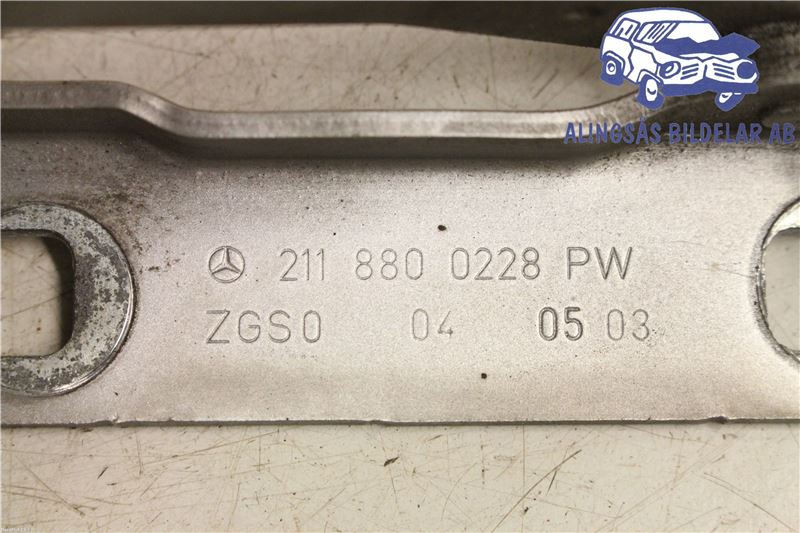 ALINGSÅS BILDELAR AB
211 880 0228 PW
ZGS0 04 05 03